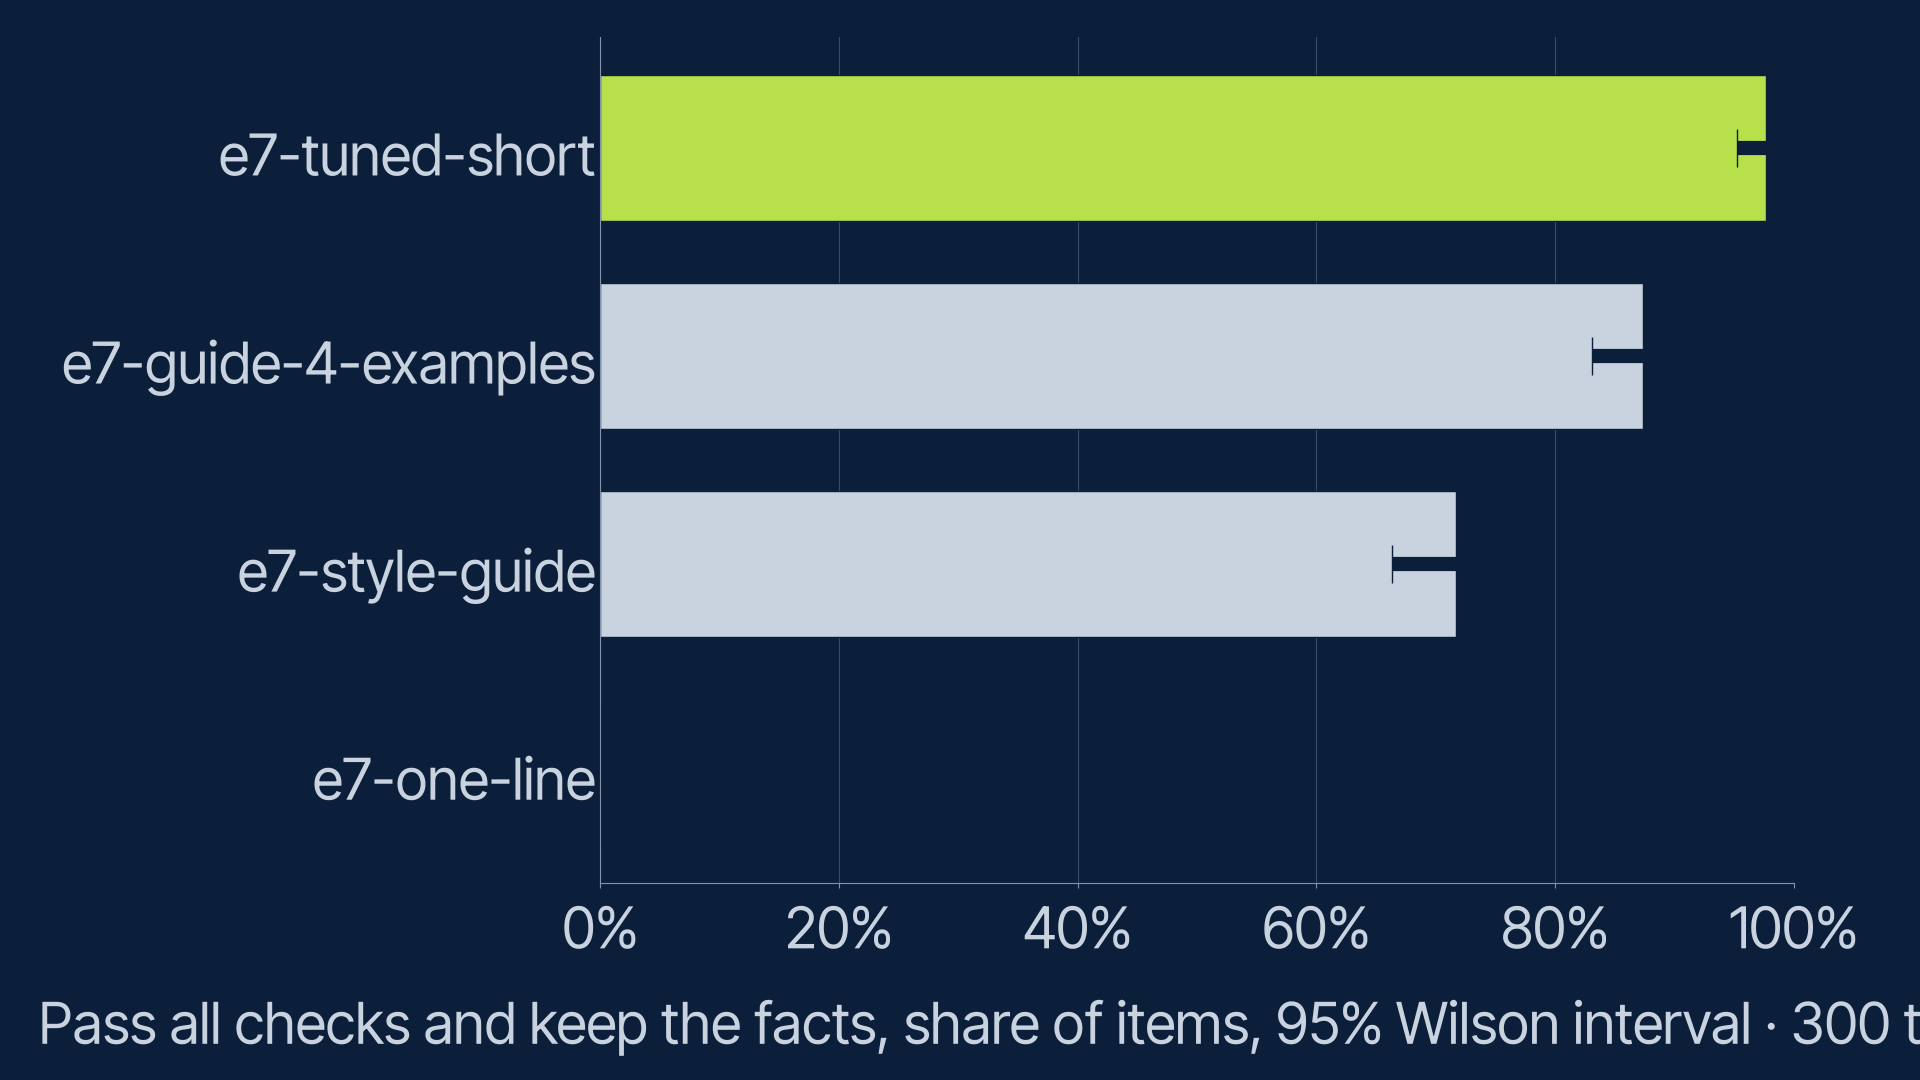 e7-tuned-short
e7-guide-4-examples
e7-style-guide
e7-one-line
0% 20% 40% 60% 80% 100%
Pass all checks and keep the facts, share of items, 95% Wilson interval · 300